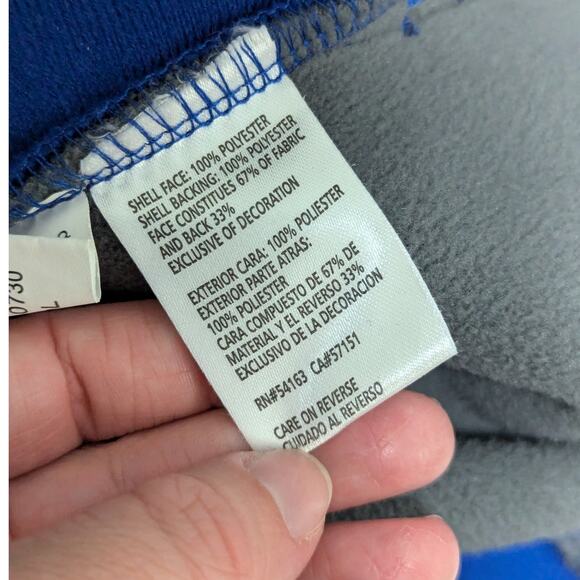 SHELL FACE: 100% POLYESTER
SHELL BACKING: 100% POLYESTER
FACE CONSTITUTES 67% OF FABRIC
AND BACK 33%
EXCLUSIVE OF DECORATION
EXTERIOR CARA: 100% POLIESTER
EXTERIOR PARTE ATRAS:
100% POLIESTER
CARA COMPUESTO DE 67% DE
MATERIAL Y EL REVERSO 33%
EXCLUSIVO DE LA DECORACION
RN#54163 CA#57151
CARE ON REVERSE
CUIDADO AL REVERSO
0730